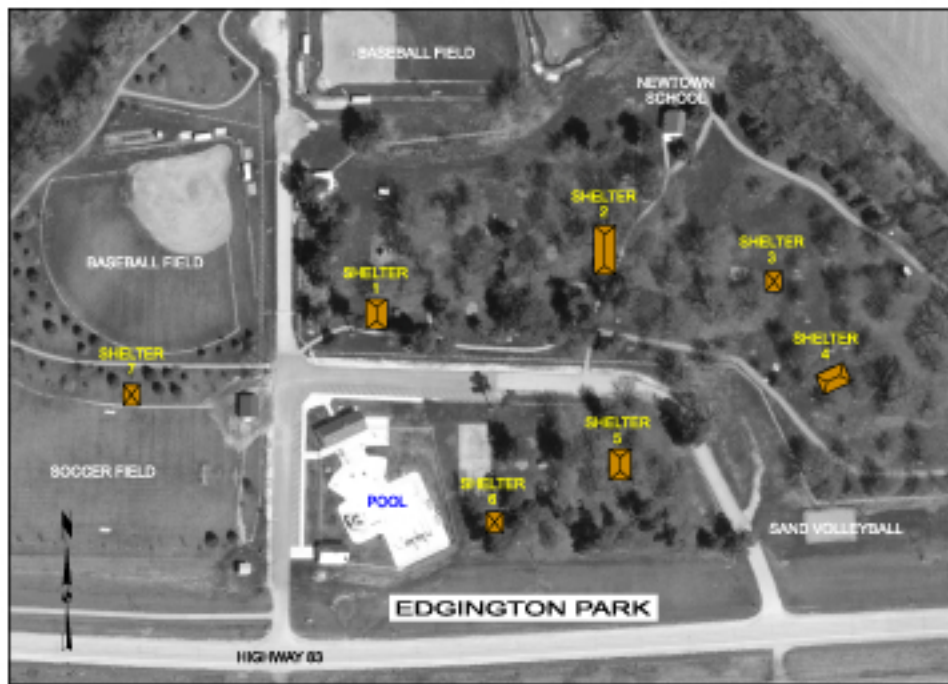 BASEBALL FIELD
NEWTOWN
SCHOOL
SHELTER
2
SHELTER
3
BASEBALL FIELD
SHELTER
1
SHELTER
7
SHELTER
4
SHELTER
5
SOCCER FIELD
SHELTER
6
POOL
SAND VOLLEYBALL
EDGINGTON PARK
HIGHWAY 83